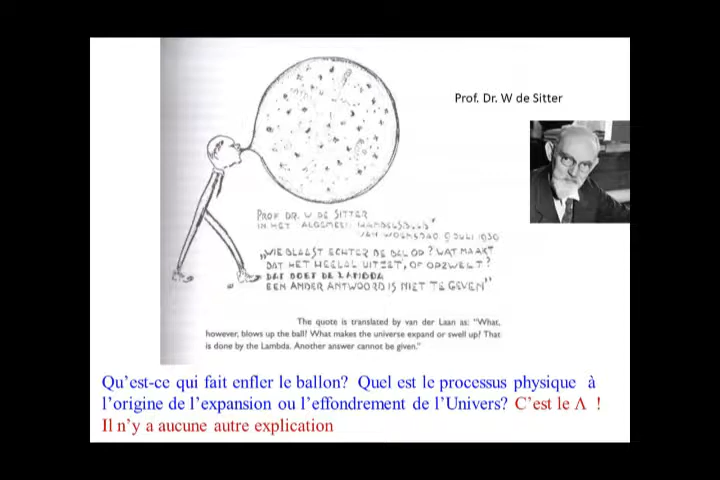 Prof. Dr. W de Sitter
PROF DR. W DE SITTER
IN HET ALGEMEEN HANDELSBLAD
VAN WOENSDAG 9 JULI 1930
„WIE BLAAST ECHTER DE BAL OP? WAT MAAKT
DAT HET HEELAL UITZET, OF OPZWELT?
DAT DOET DE LAMBDA
EEN ANDER ANTWOORD IS NIET TE GEVEN”
The quote is translated by van der Laan as: "What,
however, blows up the ball? What makes the universe expand or swell up? That
is done by the Lambda. Another answer cannot be given."
Qu’est-ce qui fait enfler le ballon? Quel est le processus physique à
l’origine de l’expansion ou l’effondrement de l’Univers? C’est le Λ !
Il n’y a aucune autre explication